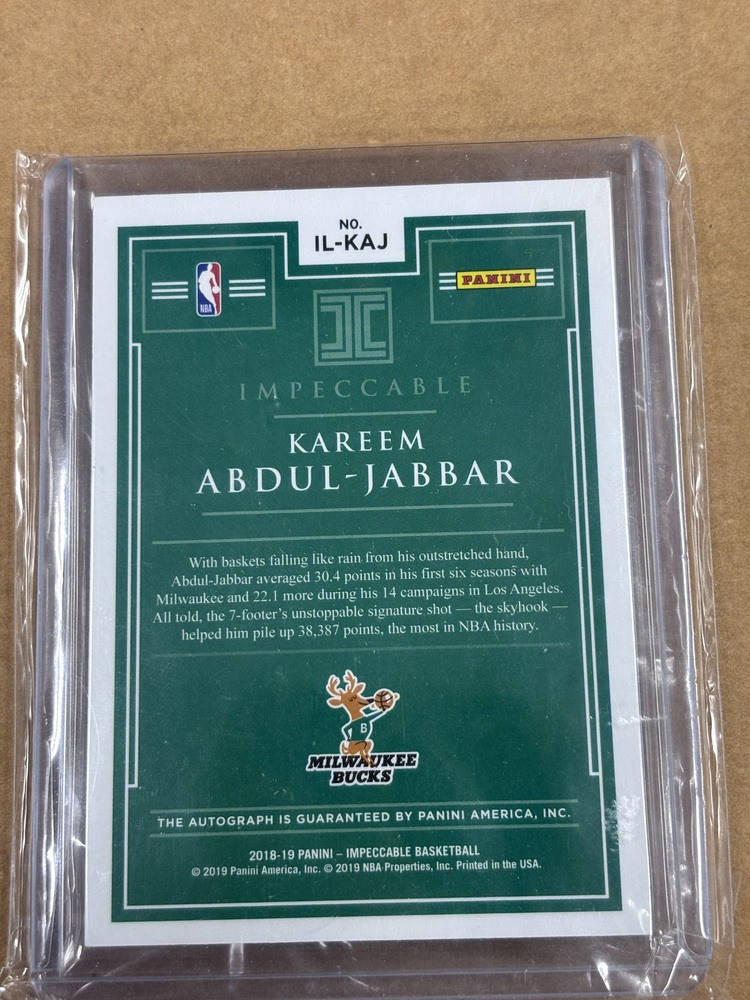 NO.
IL-KAJ
NBA
PANINI
IMPECCABLE
KAREEM
ABDUL-JABBAR
With baskets falling like rain from his outstretched hand,
Abdul-Jabbar averaged 30.4 points in his first six seasons with
Milwaukee and 22.1 more during his 14 campaigns in Los Angeles.
All told, the 7-footer's unstoppable signature shot — the skyhook —
helped him pile up 38,387 points, the most in NBA history.
B
MILWAUKEE
BUCKS
THE AUTOGRAPH IS GUARANTEED BY PANINI AMERICA, INC.
2018-19 PANINI – IMPECCABLE BASKETBALL
© 2019 Panini America, Inc. © 2019 NBA Properties, Inc. Printed in the USA.